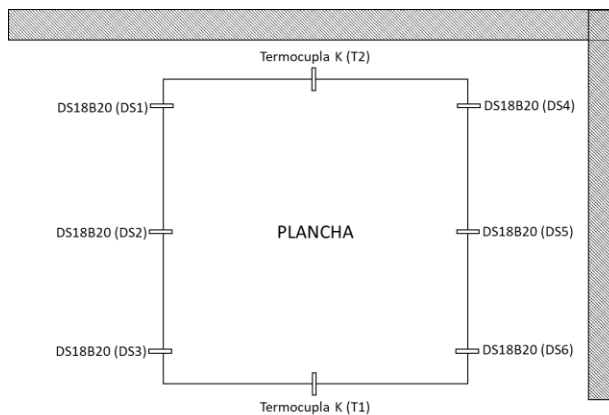 Termocupla K (T2)
DS18B20 (DS1)
DS18B20 (DS4)
DS18B20 (DS2)
PLANCHA
DS18B20 (DS5)
DS18B20 (DS3)
DS18B20 (DS6)
Termocupla K (T1)